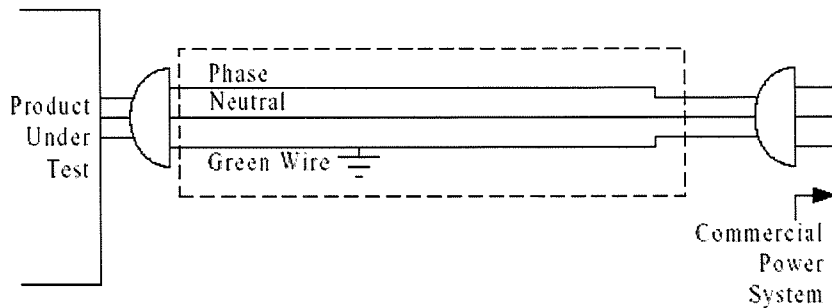 Phase
Neutral
Product
Under
Test
Green Wire
Commercial
Power
System